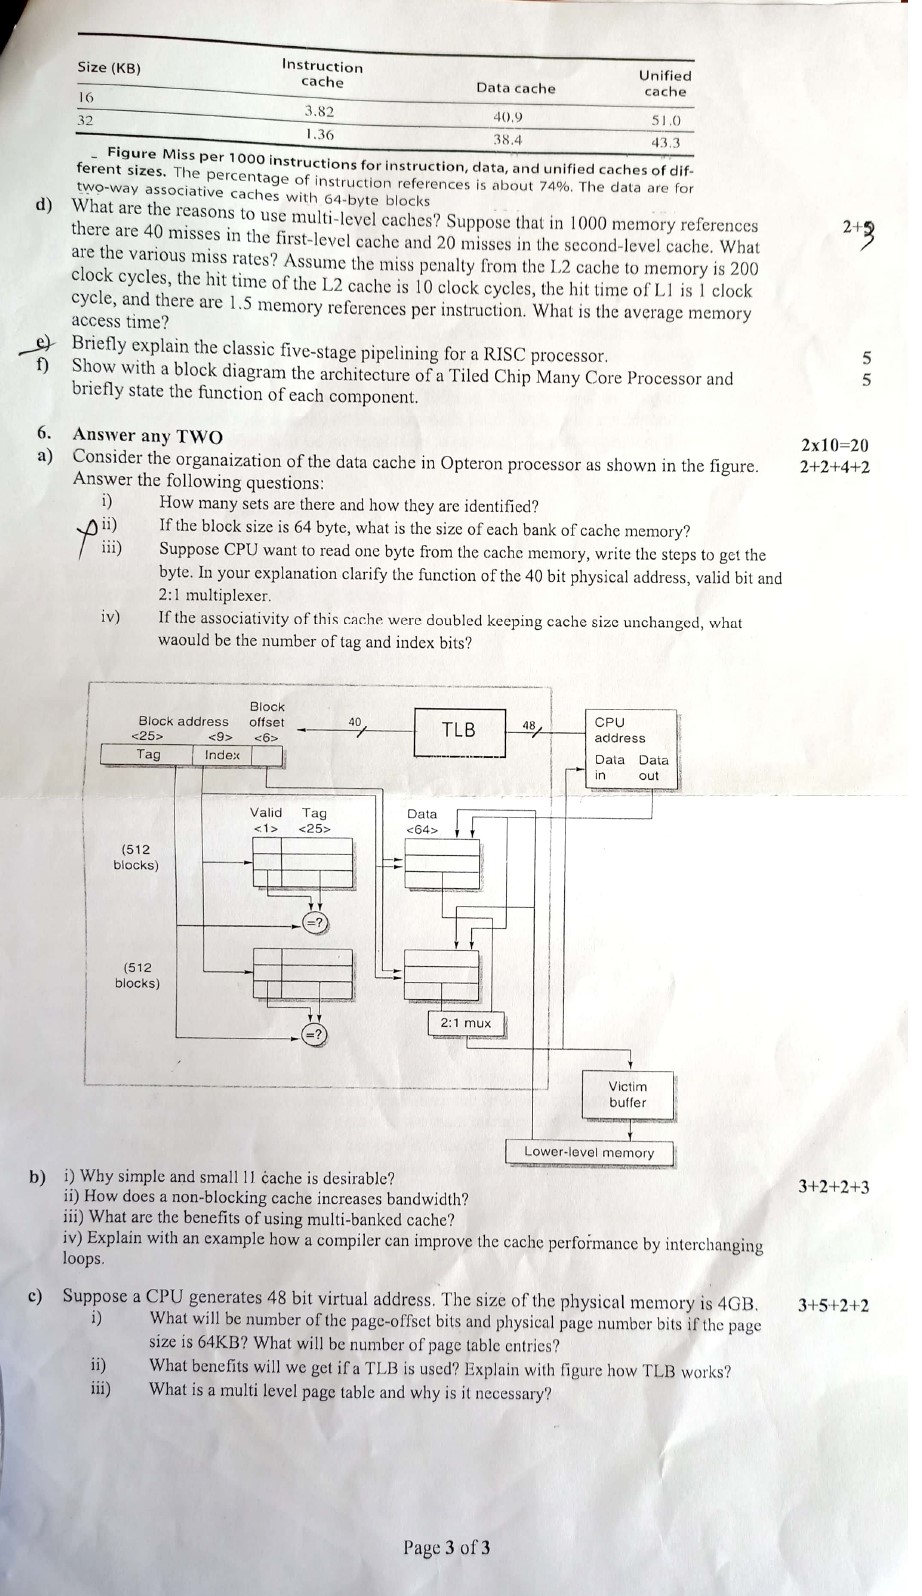 Size (KB) Instruction cache Data cache Unified cache
16 3.82 40.9 51.0
32 1.36 38.4 43.3
Figure Miss per 1000 instructions for instruction, data, and unified caches of dif-
ferent sizes. The percentage of instruction references is about 74%. The data are for
two-way associative caches with 64-byte blocks
d) What are the reasons to use multi-level caches? Suppose that in 1000 memory references 2+3
there are 40 misses in the first-level cache and 20 misses in the second-level cache. What
are the various miss rates? Assume the miss penalty from the L2 cache to memory is 200
clock cycles, the hit time of the L2 cache is 10 clock cycles, the hit time of L1 is 1 clock
cycle, and there are 1.5 memory references per instruction. What is the average memory
access time?
e) Briefly explain the classic five-stage pipelining for a RISC processor. 5
f) Show with a block diagram the architecture of a Tiled Chip Many Core Processor and 5
briefly state the function of each component.
6. Answer any TWO 2x10=20
a) Consider the organaization of the data cache in Opteron processor as shown in the figure. 2+2+4+2
Answer the following questions:
i) How many sets are there and how they are identified?
ii) If the block size is 64 byte, what is the size of each bank of cache memory?
iii) Suppose CPU want to read one byte from the cache memory, write the steps to get the
byte. In your explanation clarify the function of the 40 bit physical address, valid bit and
2:1 multiplexer.
iv) If the associativity of this cache were doubled keeping cache size unchanged, what
waould be the number of tag and index bits?
Block
Block address offset
<25> <9> <6>
Tag Index
40
TLB
48
CPU
address
Data Data
in out
Valid Tag
<1> <25>
Data
<64>
(512
blocks)
=?
(512
blocks)
=?
2:1 mux
Victim
buffer
Lower-level memory
b) i) Why simple and small l1 cache is desirable? 3+2+2+3
ii) How does a non-blocking cache increases bandwidth?
iii) What are the benefits of using multi-banked cache?
iv) Explain with an example how a compiler can improve the cache performance by interchanging
loops.
c) Suppose a CPU generates 48 bit virtual address. The size of the physical memory is 4GB. 3+5+2+2
i) What will be number of the page-offset bits and physical page number bits if the page
size is 64KB? What will be number of page table entries?
ii) What benefits will we get if a TLB is used? Explain with figure how TLB works?
iii) What is a multi level page table and why is it necessary?
Page 3 of 3